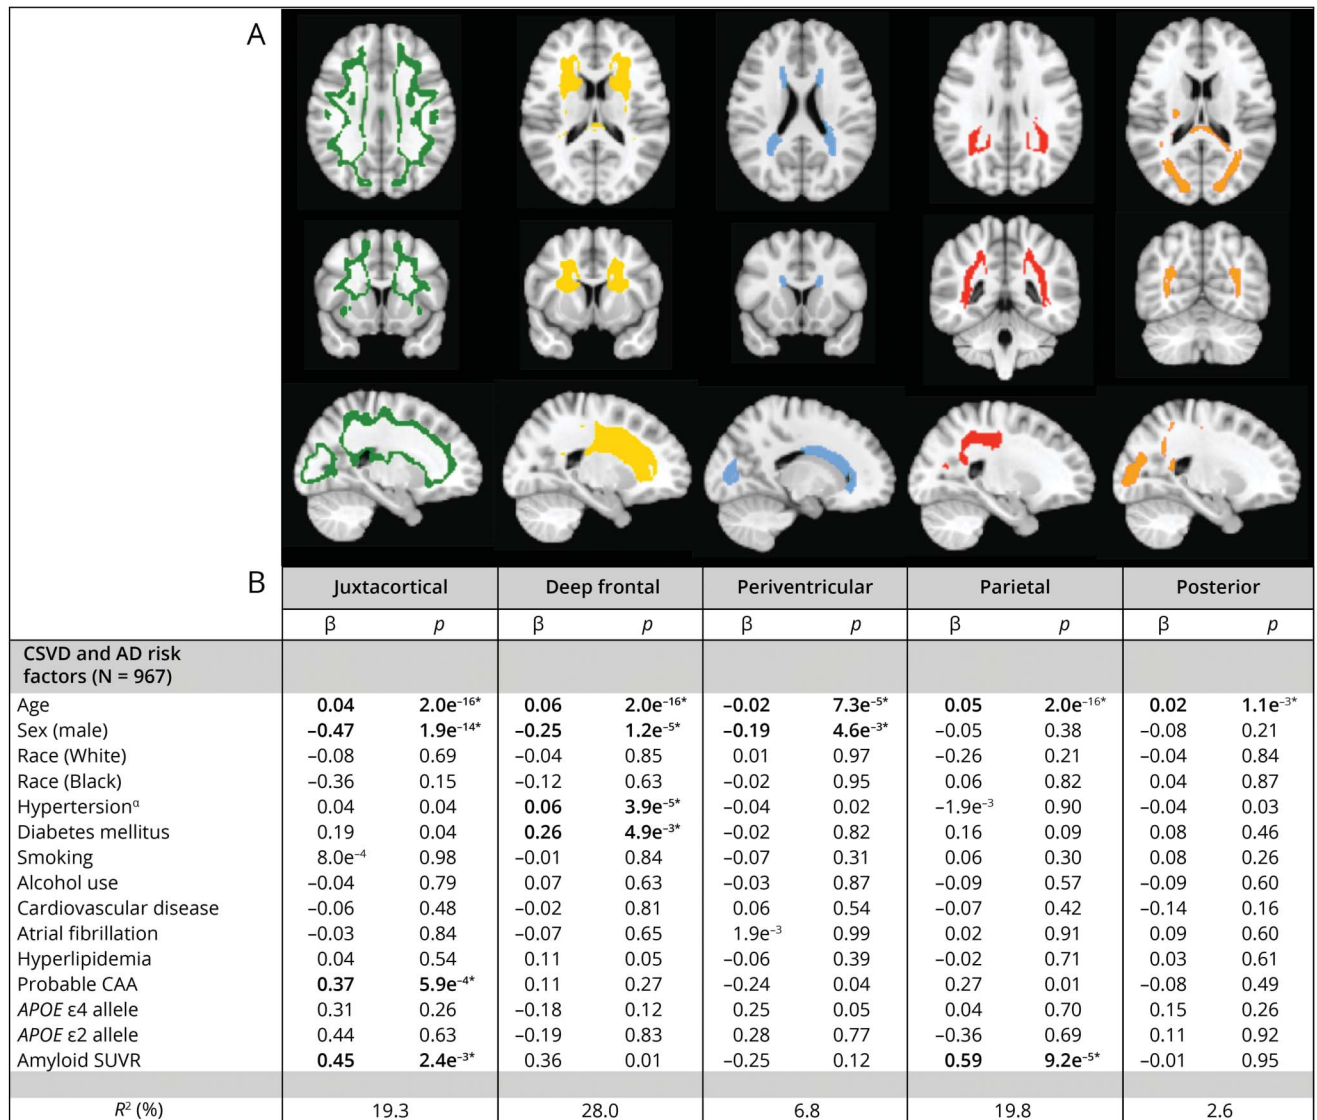 A
B
Juxtacortical Deep frontal Periventricular Parietal Posterior
β p β p β p β p β p
CSVD and AD risk
factors (N = 967)
Age 0.04 2.0e⁻¹⁶* 0.06 2.0e⁻¹⁶* –0.02 7.3e⁻⁵* 0.05 2.0e⁻¹⁶* 0.02 1.1e⁻³*
Sex (male) –0.47 1.9e⁻¹⁴* –0.25 1.2e⁻⁵* –0.19 4.6e⁻³* –0.05 0.38 –0.08 0.21
Race (White) –0.08 0.69 –0.04 0.85 0.01 0.97 –0.26 0.21 –0.04 0.84
Race (Black) –0.36 0.15 –0.12 0.63 –0.02 0.95 0.06 0.82 0.04 0.87
Hypertersionᵅ 0.04 0.04 0.06 3.9e⁻⁵* –0.04 0.02 –1.9e⁻³ 0.90 –0.04 0.03
Diabetes mellitus 0.19 0.04 0.26 4.9e⁻³* –0.02 0.82 0.16 0.09 0.08 0.46
Smoking 8.0e⁻⁴ 0.98 –0.01 0.84 –0.07 0.31 0.06 0.30 0.08 0.26
Alcohol use –0.04 0.79 0.07 0.63 –0.03 0.87 –0.09 0.57 –0.09 0.60
Cardiovascular disease –0.06 0.48 –0.02 0.81 0.06 0.54 –0.07 0.42 –0.14 0.16
Atrial fibrillation –0.03 0.84 –0.07 0.65 1.9e⁻³ 0.99 0.02 0.91 0.09 0.60
Hyperlipidemia 0.04 0.54 0.11 0.05 –0.06 0.39 –0.02 0.71 0.03 0.61
Probable CAA 0.37 5.9e⁻⁴* 0.11 0.27 –0.24 0.04 0.27 0.01 –0.08 0.49
APOE ε4 allele 0.31 0.26 –0.18 0.12 0.25 0.05 0.04 0.70 0.15 0.26
APOE ε2 allele 0.44 0.63 –0.19 0.83 0.28 0.77 –0.36 0.69 0.11 0.92
Amyloid SUVR 0.45 2.4e⁻³* 0.36 0.01 –0.25 0.12 0.59 9.2e⁻⁵* –0.01 0.95
R² (%) 19.3 28.0 6.8 19.8 2.6